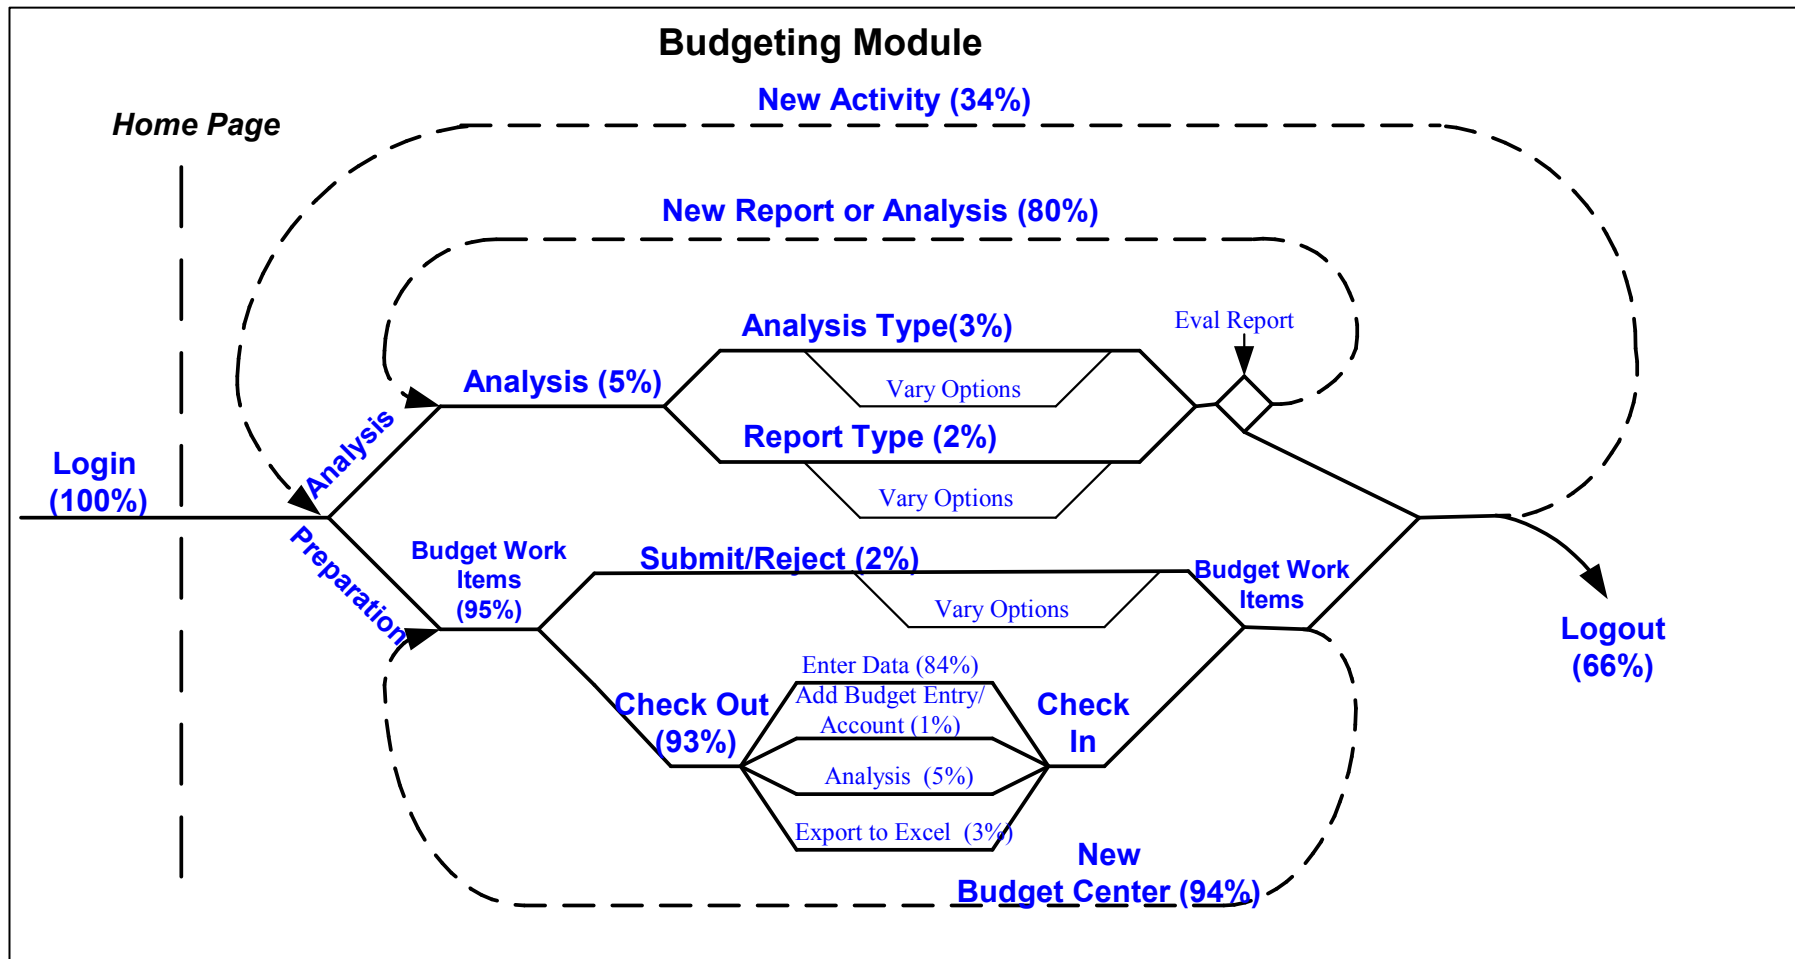 Budgeting Module
New Activity (34%)
Home Page
New Report or Analysis (80%)
Eval Report
Analysis Type(3%)
Analysis (5%)
Vary Options
Analysis
Report Type (2%)
Login
(100%)
Vary Options
Preparation
Budget Work
Items
(95%)
Submit/Reject (2%)
Vary Options
Budget Work
Items
Logout
(66%)
Enter Data (84%)
Check Out
(93%)
Add Budget Entry/
Account (1%)
Check
In
Analysis (5%)
Export to Excel (3%)
New
Budget Center (94%)